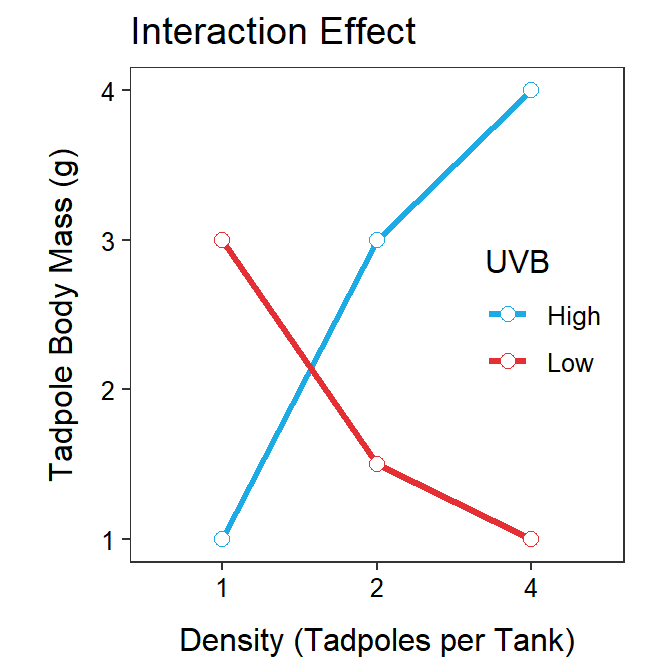 Interaction Effect
4
3
2
1
Tadpole Body Mass (g)
UVB
High
Low
1 2 4
Density (Tadpoles per Tank)